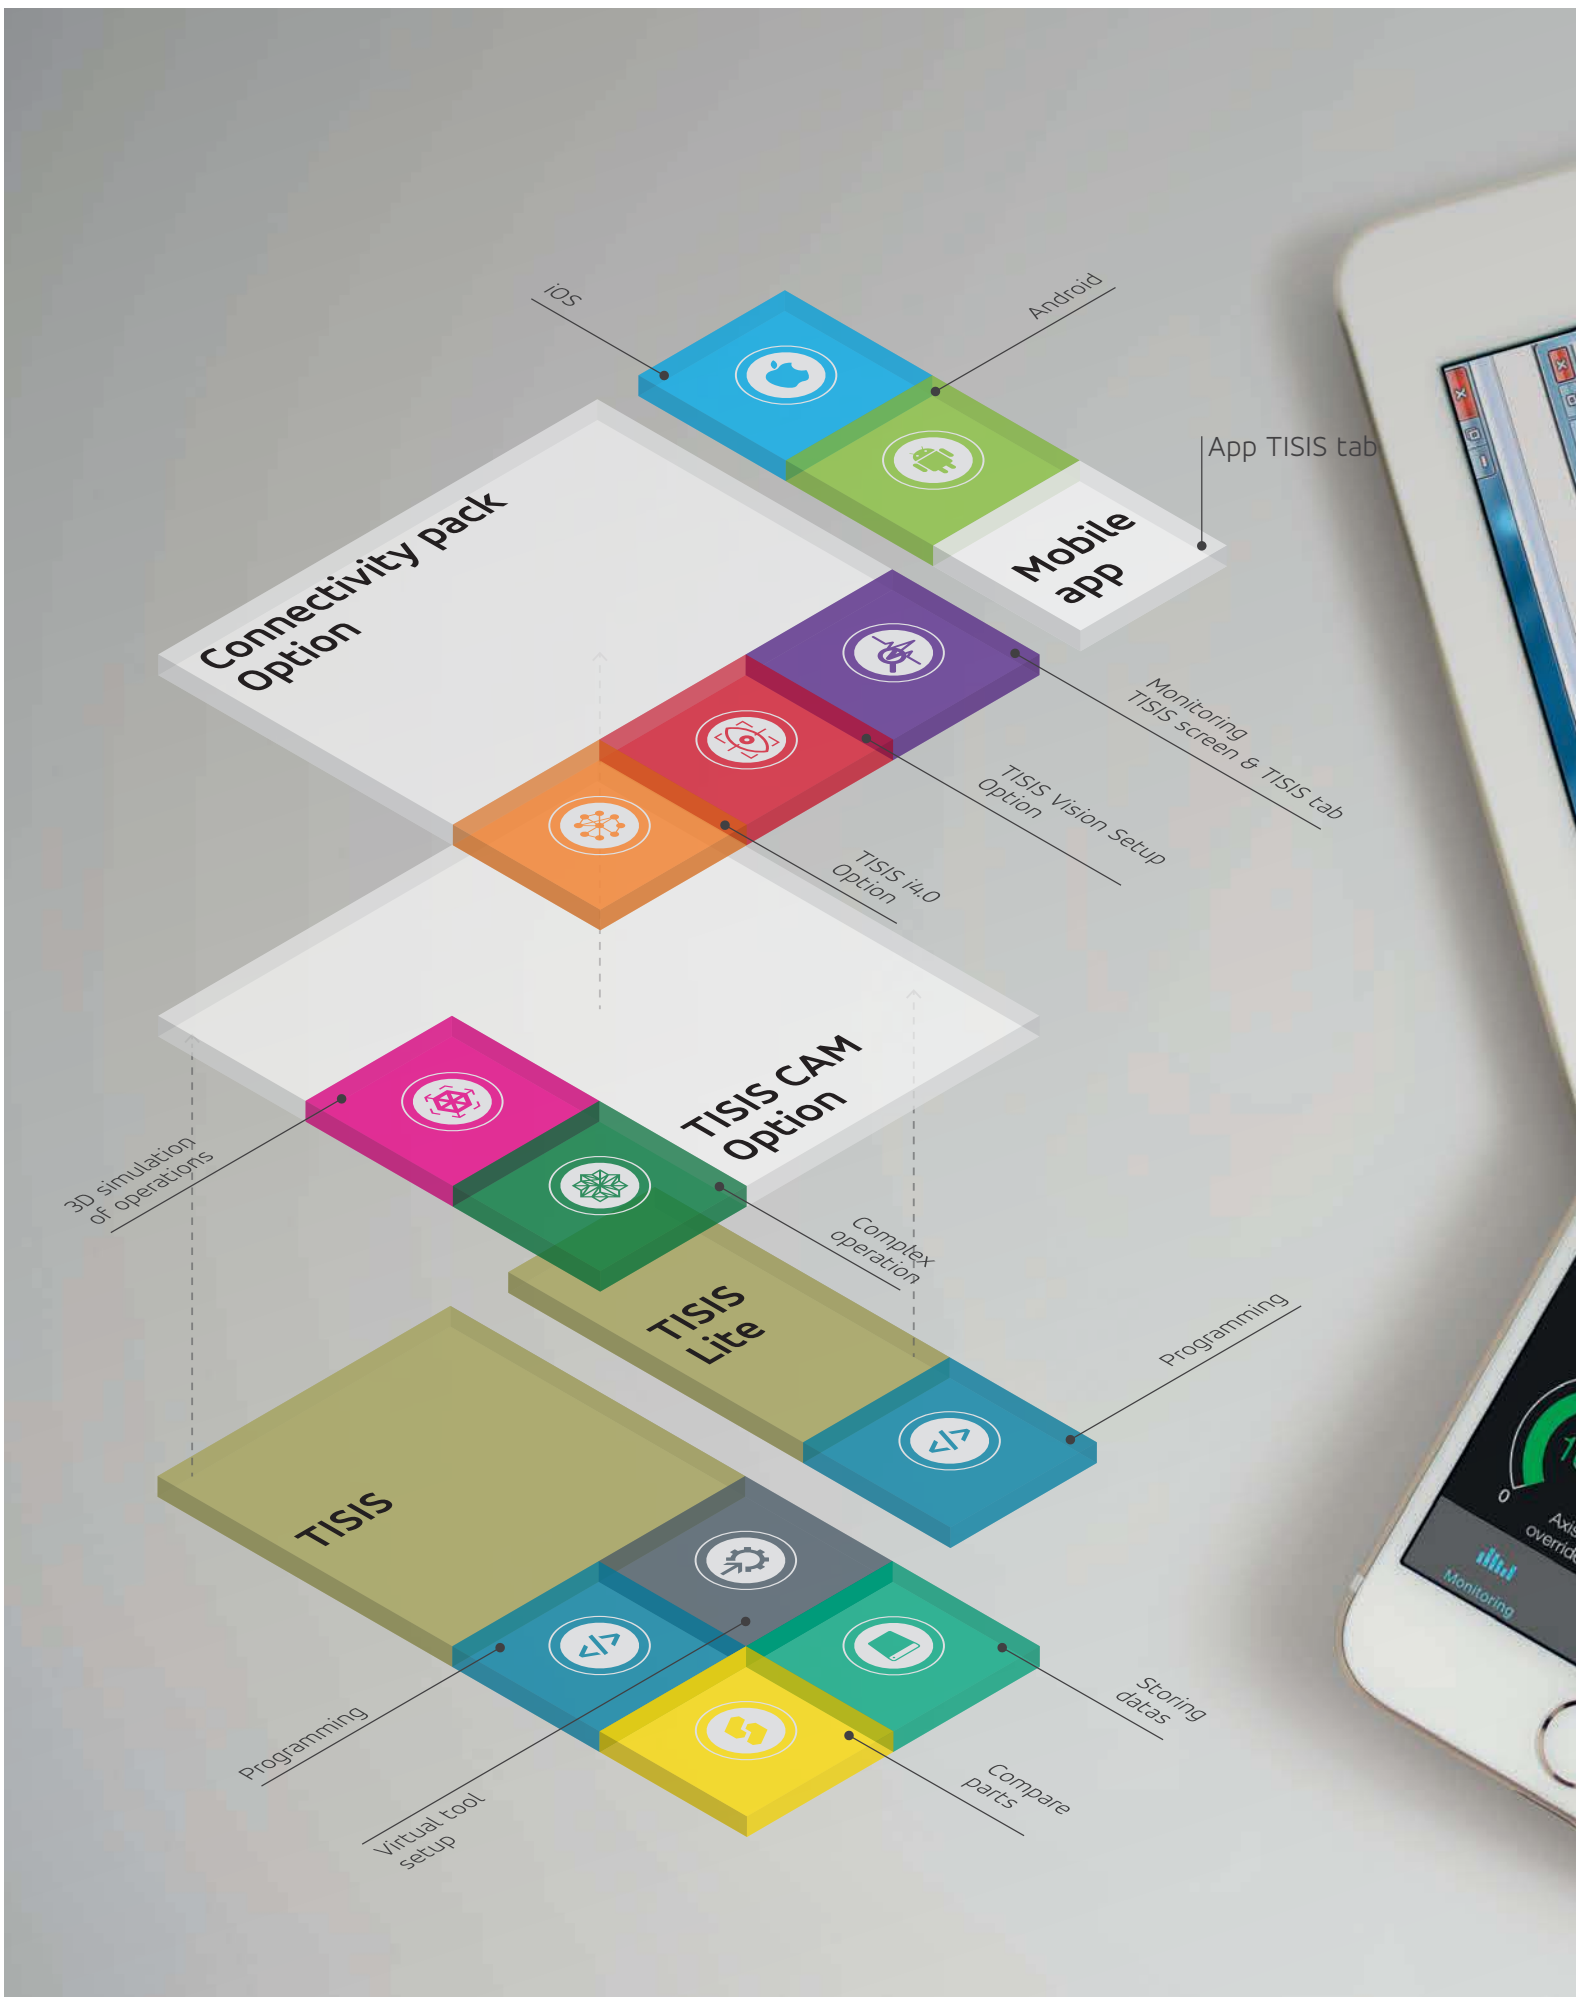 iOS
Android
App TISIS tab
Mobile
app
Connectivity pack
Option
Monitoring
TISIS screen & TISIS tab
TISIS Vision Setup
Option
TISIS i4.0
Option
TISIS CAM
Option
3D simulation
of operations
Complex
operation
TISIS
Lite
Programming
TISIS
Programming
Virtual tool
setup
Storing
datas
Compare
parts
0
Monitoring